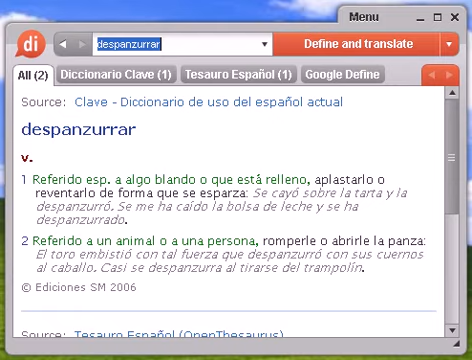 Menu
di
despanzurrar
Define and translate
All (2)
Diccionario Clave (1)
Tesauro Español (1)
Google Define
Source: Clave - Diccionario de uso del español actual
despanzurrar
v.
1 Referido esp. a algo blando o que está relleno, aplastarlo o
reventarlo de forma que se esparza: Se cayó sobre la tarta y la
despanzurró. Se me ha caído la bolsa de leche y se ha
despanzurrado.
2 Referido a un animal o a una persona, romperle o abrirle la panza:
El toro embistió con tal fuerza que despanzurró con sus cuernos
al caballo. Casi se despanzurra al tirarse del trampolín.
© Ediciones SM 2006
Source: Tesauro Español (OpenThesaurus)